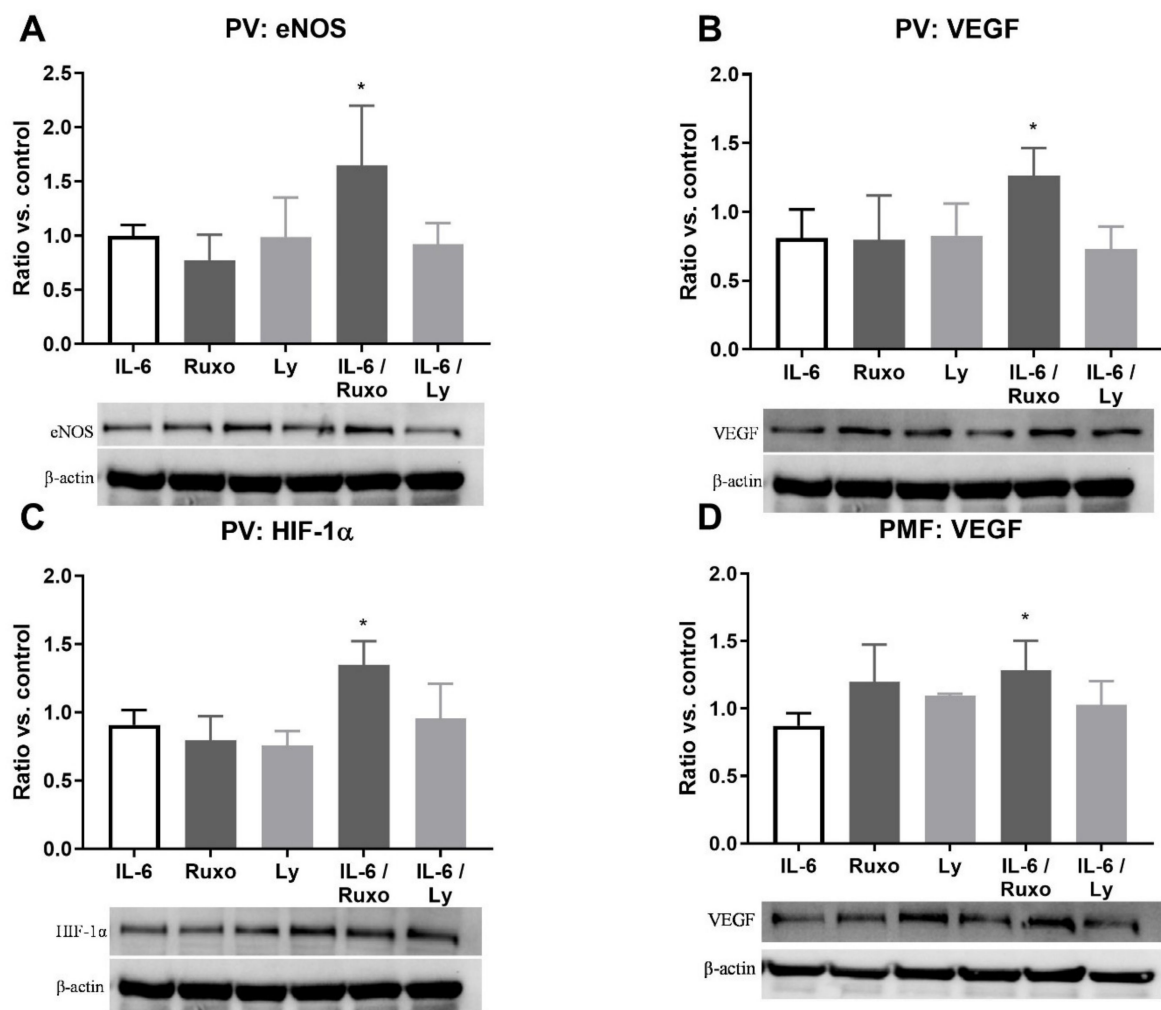 A
PV: eNOS
Ratio vs. control
2.5
2.0
1.5
1.0
0.5
0.0
*
IL-6 Ruxo Ly IL-6 / IL-6 /
Ruxo Ly
eNOS
β-actin
B
PV: VEGF
Ratio vs. control
2.0
1.5
1.0
0.5
0.0
*
IL-6 Ruxo Ly IL-6 / IL-6 /
Ruxo Ly
VEGF
β-actin
C
PV: HIF-1α
Ratio vs. control
2.0
1.5
1.0
0.5
0.0
*
IL-6 Ruxo Ly IL-6 / IL-6 /
Ruxo Ly
HIF-1α
β-actin
D
PMF: VEGF
Ratio vs. control
2.0
1.5
1.0
0.5
0.0
*
IL-6 Ruxo Ly IL-6 / IL-6 /
Ruxo Ly
VEGF
β-actin